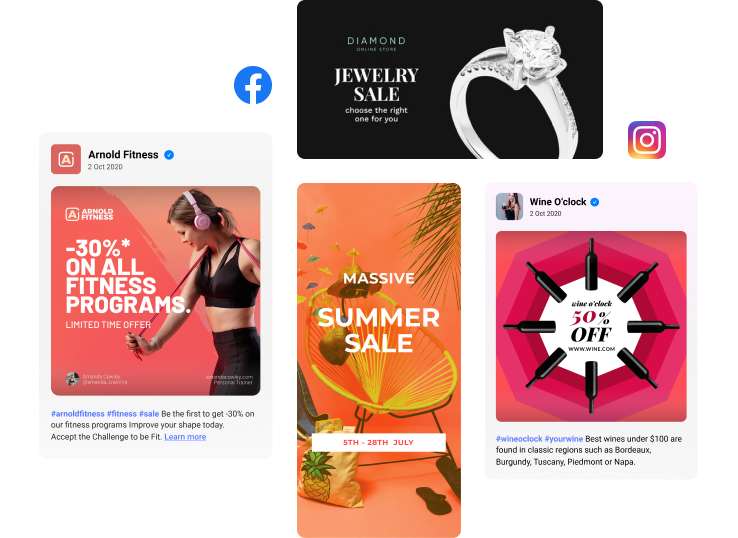 DIAMOND
ONLINE STORE
JEWELRY
SALE
choose the right
one for you
Arnold Fitness
2 Oct 2020
A ARNOLD
FITNESS
-30%*
ON ALL
FITNESS
PROGRAMS.
LIMITED TIME OFFER
Amanda Cowley
amandacowley.com
Personal Trainer
#arnoldfitness #fitness #sale Be the first to get -30% on
our fitness programs Improve your shape today.
Accept the Challenge to be Fit. Learn more
MASSIVE
SUMMER
SALE
5TH - 28TH JULY
Wine O'clock
2 Oct 2020
wine o'clock
50%
OFF
WWW.WINE.COM
#wineoclock #yourwine Best wines under $100 are
found in classic regions such as Bordeaux,
Burgundy, Tuscany, Piedmont or Napa.